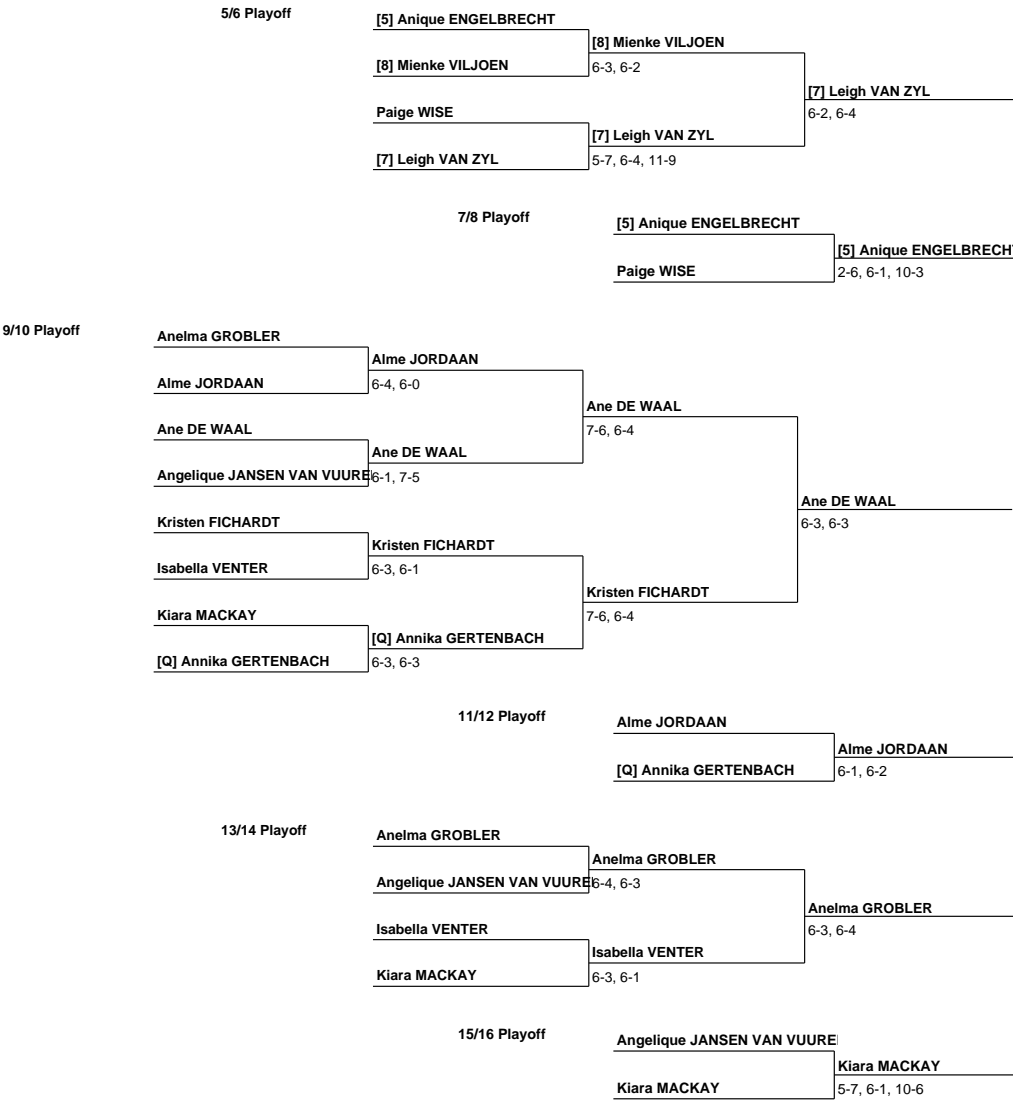 5/6 Playoff
[5] Anique ENGELBRECHT
[8] Mienke VILJOEN
[8] Mienke VILJOEN
6-3, 6-2
[7] Leigh VAN ZYL
6-2, 6-4
Paige WISE
[7] Leigh VAN ZYL
[7] Leigh VAN ZYL
5-7, 6-4, 11-9
7/8 Playoff
[5] Anique ENGELBRECHT
[5] Anique ENGELBRECHT
Paige WISE
2-6, 6-1, 10-3
9/10 Playoff
Anelma GROBLER
Alme JORDAAN
Alme JORDAAN
6-4, 6-0
Ane DE WAAL
7-6, 6-4
Ane DE WAAL
Ane DE WAAL
Angelique JANSEN VAN VUURE
6-1, 7-5
Ane DE WAAL
6-3, 6-3
Kristen FICHARDT
Kristen FICHARDT
Isabella VENTER
6-3, 6-1
Kristen FICHARDT
7-6, 6-4
Kiara MACKAY
[Q] Annika GERTENBACH
[Q] Annika GERTENBACH
6-3, 6-3
11/12 Playoff
Alme JORDAAN
Alme JORDAAN
[Q] Annika GERTENBACH
6-1, 6-2
13/14 Playoff
Anelma GROBLER
Anelma GROBLER
Angelique JANSEN VAN VUURE
6-4, 6-3
Anelma GROBLER
6-3, 6-4
Isabella VENTER
Isabella VENTER
Kiara MACKAY
6-3, 6-1
15/16 Playoff
Angelique JANSEN VAN VUURE
Kiara MACKAY
Kiara MACKAY
5-7, 6-1, 10-6